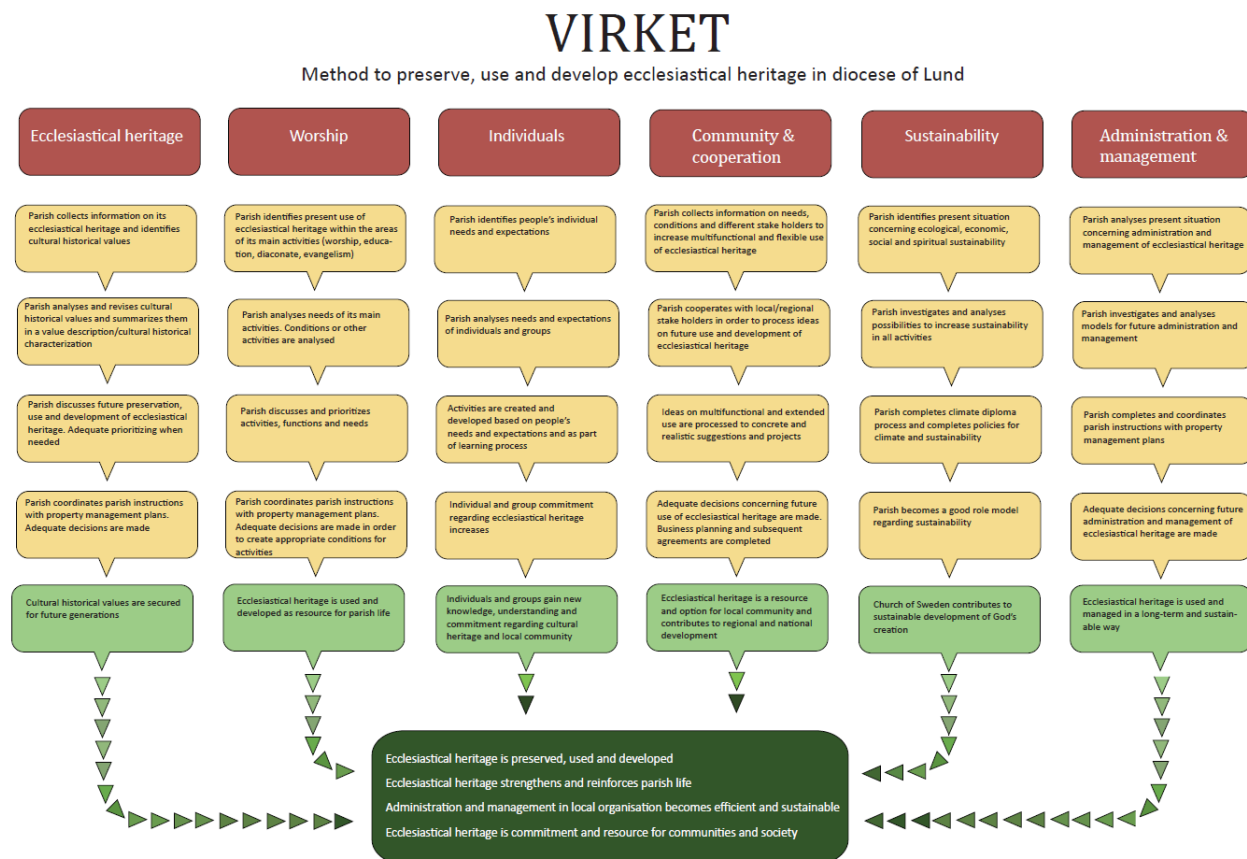 VIRKET
Method to preserve, use and develop ecclesiastical heritage in diocese of Lund
Ecclesiastical heritage
Parish collects information on its
ecclesiastical heritage and identifies
cultural historical values
Parish analyses and revises cultural
historical values and summarizes them
in a value description/cultural historical
characterization
Parish discusses future preservation,
use and development of ecclesiastical
heritage. Adequate prioritizing when
needed
Parish coordinates parish instructions
with property management plans.
Adequate decisions are made
Cultural historical values are secured
for future generations
Worship
Parish identifies present use of
ecclesiastical heritage within the areas
of its main activities (worship, educa-
tion, diaconate, evangelism)
Parish analyses needs of its main
activities. Conditions or other
activities are analysed
Parish discusses and prioritizes
activities, functions and needs
Parish coordinates parish instructions
with property management plans.
Adequate decisions are made in order
to create appropriate conditions for
activities
Ecclesiastical heritage is used and
developed as resource for parish life
Individuals
Parish identifies people's individual
needs and expectations
Parish analyses needs and expectations
of individuals and groups
Activities are created and
developed based on people's
needs and expectations and as part
of learning process
Individual and group commitment
regarding ecclesiastical heritage
increases
Individuals and groups gain new
knowledge, understanding and
commitment regarding cultural
heritage and local community
Community &
cooperation
Parish collects information on needs,
conditions and different stake holders to
increase multifunctional and flexible use
of ecclesiastical heritage
Parish cooperates with local/regional
stake holders in order to process ideas
on future use and development of
ecclesiastical heritage
Ideas on multifunctional and extended
use are processed to concrete and
realistic suggestions and projects
Adequate decisions concerning future
use of ecclesiastical heritage are made.
Business planning and subsequent
agreements are completed
Ecclesiastical heritage is a resource
and option for local community and
contributes to regional and national
development
Sustainability
Parish identifies present situation
concerning ecological, economic,
social and spiritual sustainability
Parish investigates and analyses
possibilities to increase sustainability
in all activities
Parish completes climate diploma
process and completes policies for
climate and sustainability
Parish becomes a good role model
regarding sustainability
Church of Sweden contributes to
sustainable development of God's
creation
Administration &
management
Parish analyses present situation
concerning administration and
management of ecclesiastical heritage
Parish investigates and analyses
models for future administration and
management
Parish completes and coordinates
parish instructions with property
management plans
Adequate decisions concerning future
administration and management of
ecclesiastical heritage are made
Ecclesiastical heritage is used and
managed in a long-term and sustain-
able way
Ecclesiastical heritage is preserved, used and developed
Ecclesiastical heritage strengthens and reinforces parish life
Administration and management in local organisation becomes efficient and sustainable
Ecclesiastical heritage is commitment and resource for communities and society